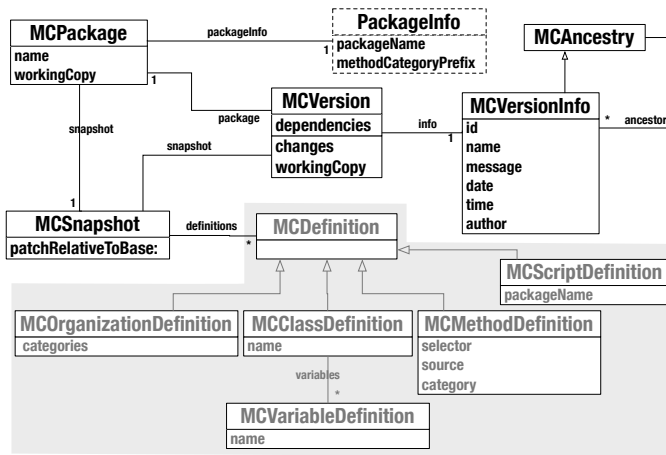 MCPackage
name
workingCopy
packageInfo
1
PackageInfo
packageName
methodCategoryPrefix
MCAncestry
1
package
MCVersion
dependencies
changes
workingCopy
info
1
MCVersionInfo
id
name
message
date
time
author
*
ancestor
snapshot
snapshot
1
MCSnapshot
patchRelativeToBase:
definitions
*
MCDefinition
MCScriptDefinition
packageName
MCOrganizationDefinition
categories
MCClassDefinition
name
MCMethodDefinition
selector
source
category
variables
*
MCVariableDefinition
name